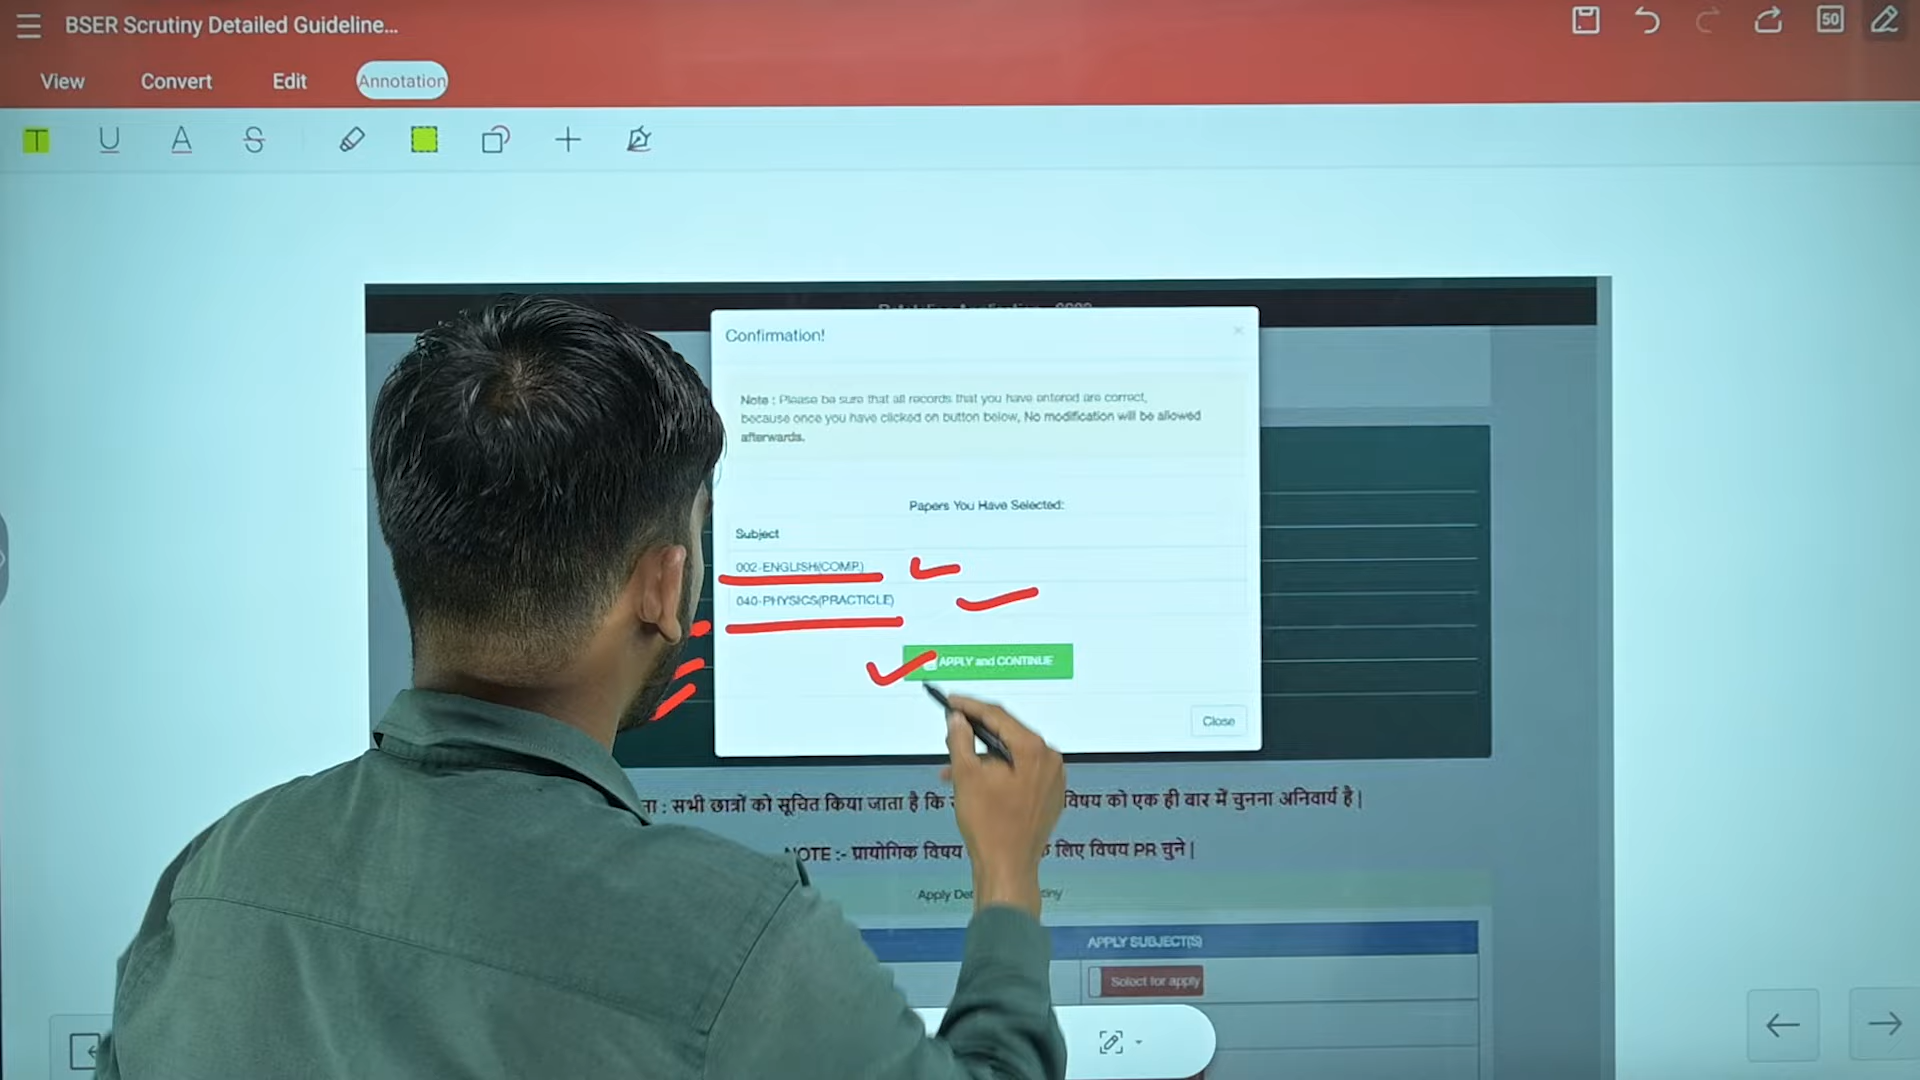 BSER Scrutiny Detailed Guideline...
50
View Convert Edit Annotation
T U A S
Confirmation!
Note : Please be sure that all records that you have entered are correct,
because once you have clicked on button below, No modification will be allowed
afterwards.
Papers You Have Selected:
Subject
002-ENGLISH(COMP.)
040-PHYSICS(PRACTICLE)
APPLY and CONTINUE
Close
: सभी छात्रों को सूचित किया जाता है कि विषय को एक ही बार में चुनना अनिवार्य है |
NOTE :- प्रायोगिक विषय लिए विषय PR चुने |
Apply
APPLY SUBJECT(S)
Select for apply